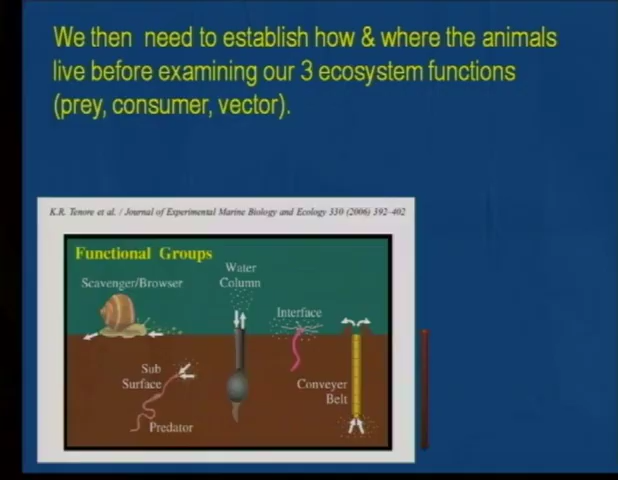 We then need to establish how & where the animals
live before examining our 3 ecosystem functions
(prey, consumer, vector).
K.R. Tenore et al. / Journal of Experimental Marine Biology and Ecology 330 (2006) 392–402
Functional Groups
Scavenger/Browser
Water
Column
Interface
Sub
Surface
Predator
Conveyer
Belt